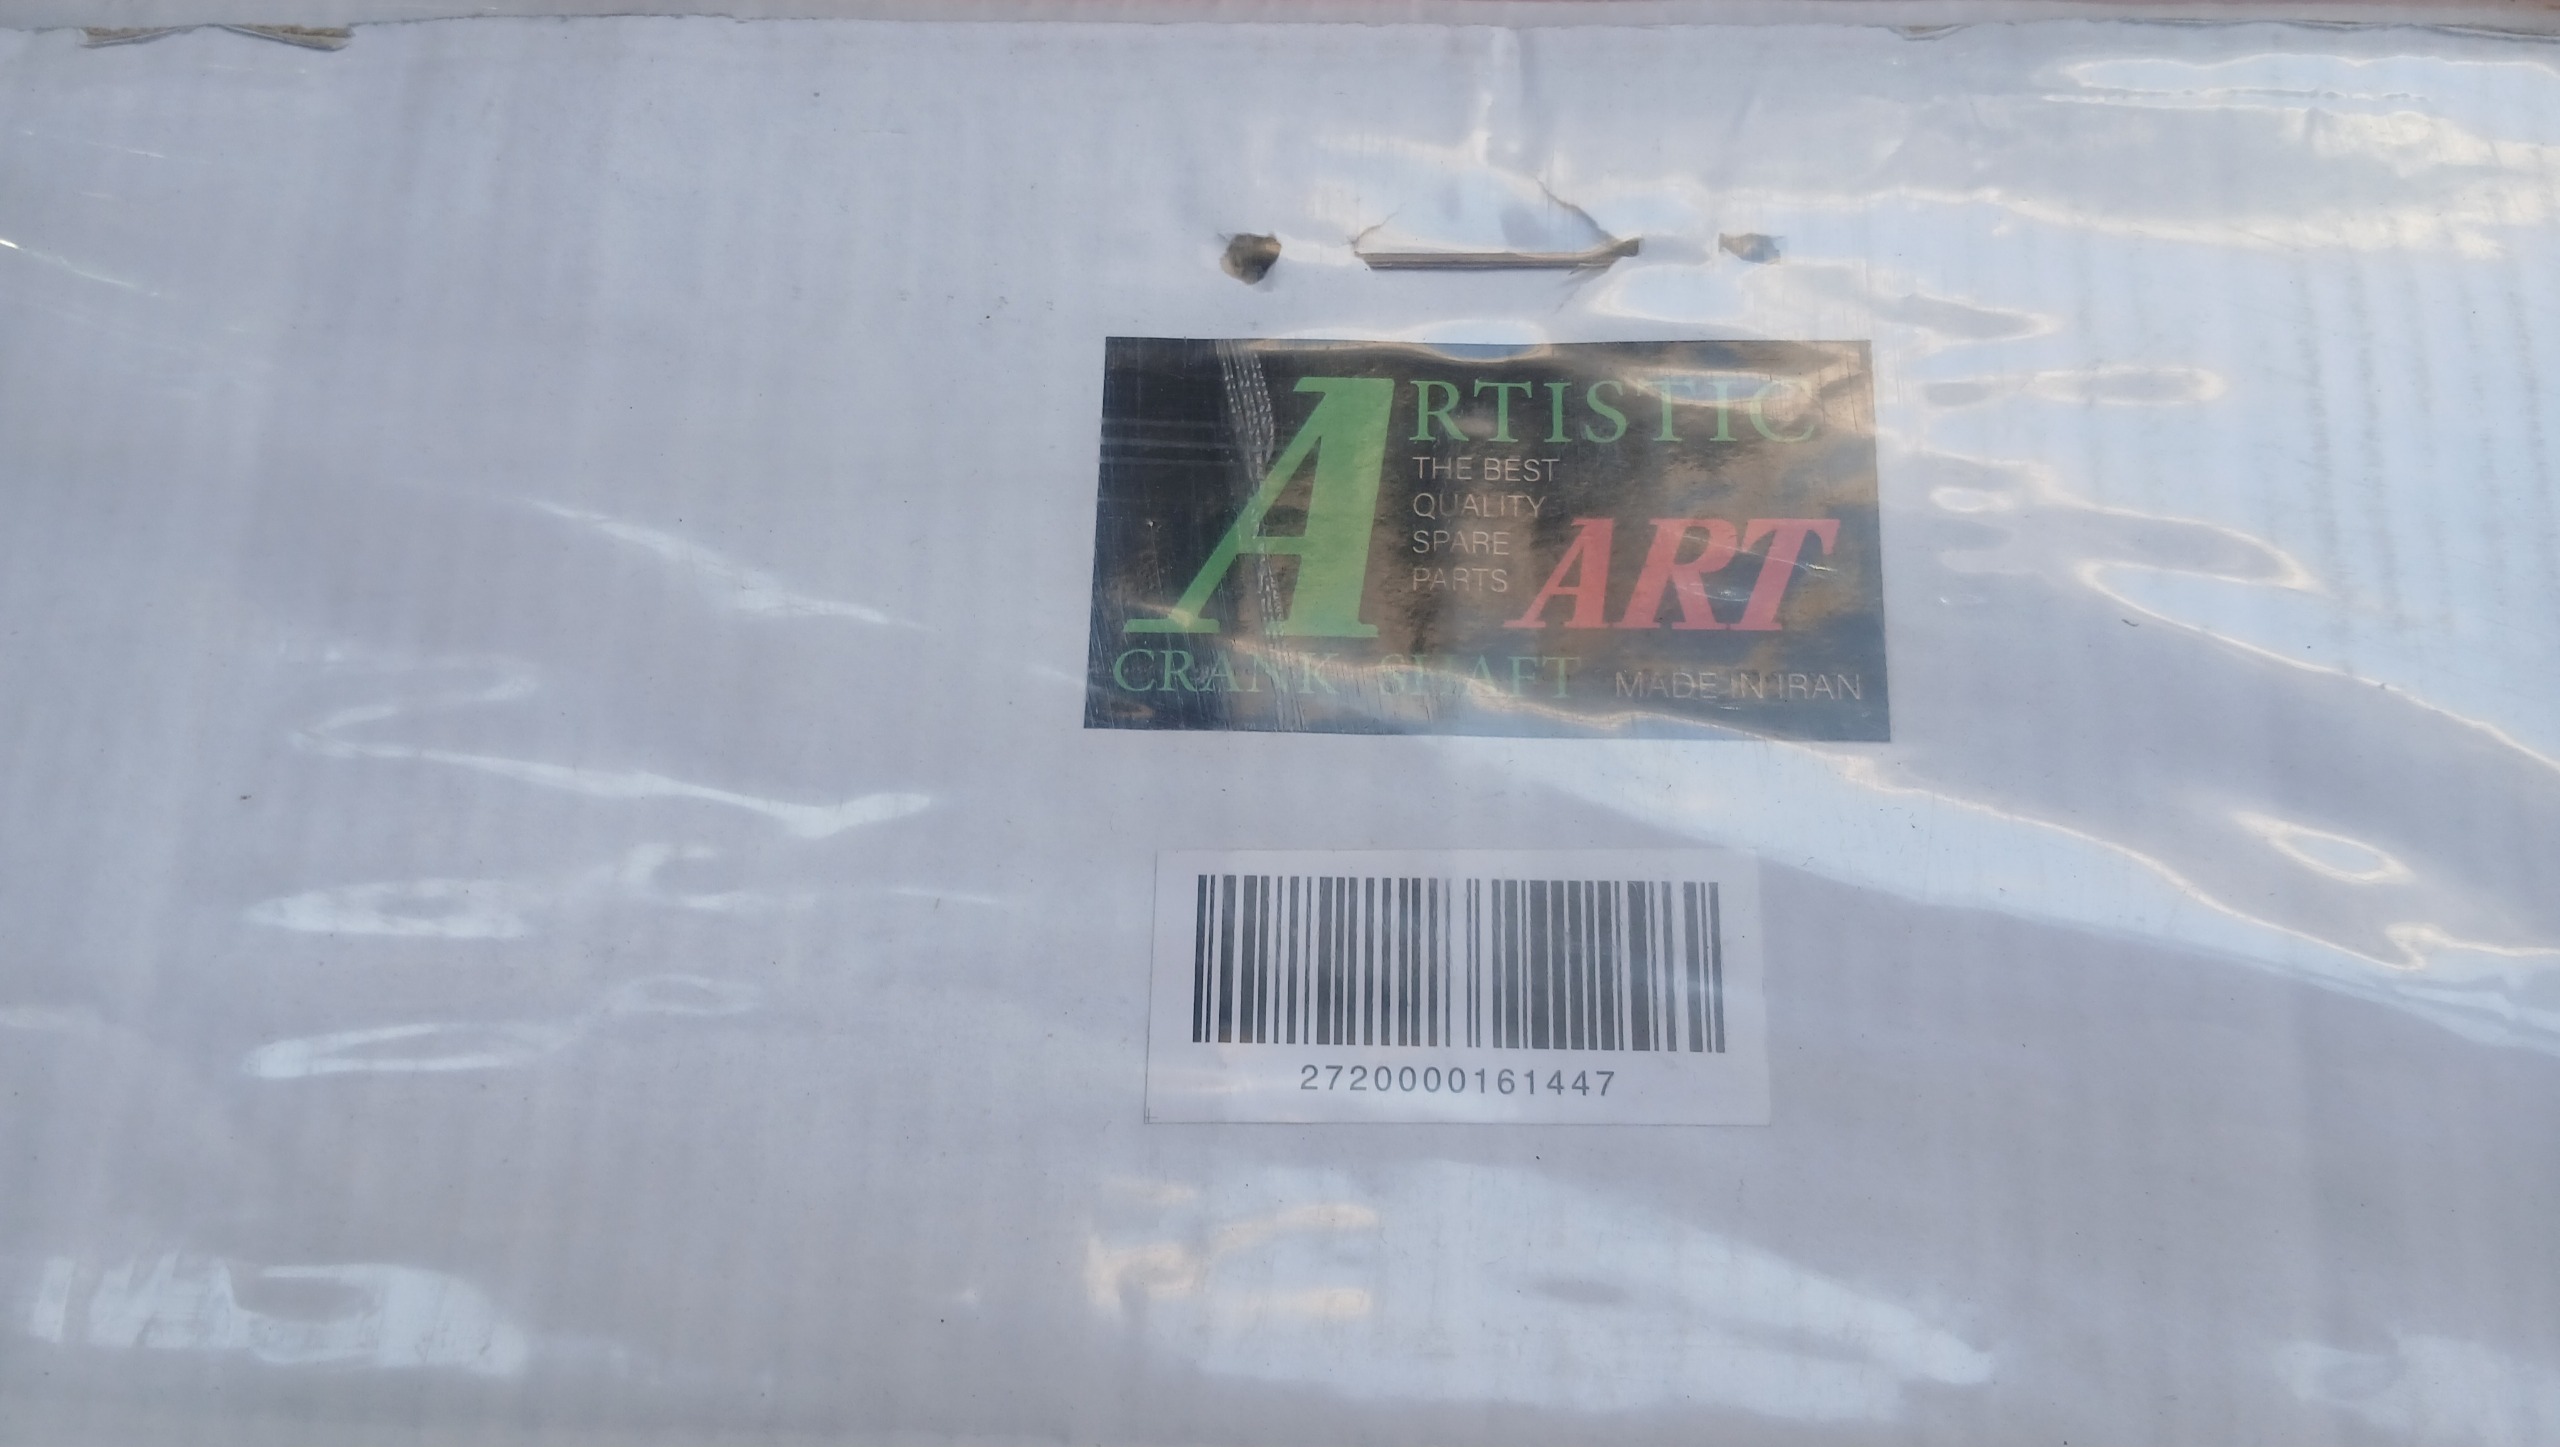 ARTISTIC
THE BEST
QUALITY
SPARE
PARTS
ART
CRANK SHAFT MADE IN IRAN
2720000161447